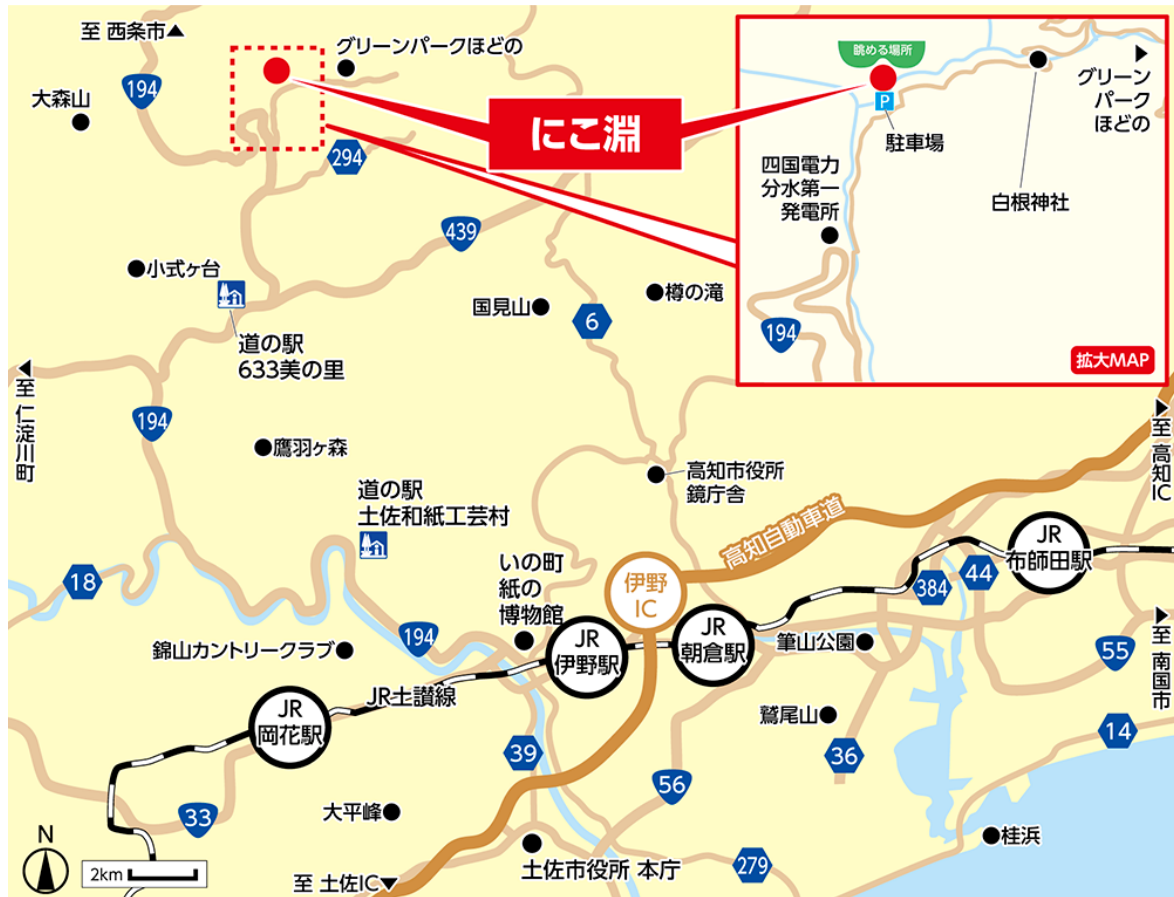 至 西条市▲
グリーンパークほどの
194
大森山
294
にこ淵
眺める場所
P
駐車場
グリーン
パーク
ほどの
白根神社
四国電力
分水第一
発電所
194
拡大MAP
439
小式ヶ台
道の駅
633美の里
国見山
樽の滝
6
◀至 仁淀川町
194
鷹羽ヶ森
道の駅
土佐和紙工芸村
高知市役所
鏡庁舎
▶至 高知IC
高知自動車道
いの町
紙の
博物館
伊野
IC
18
194
JR
伊野駅
JR
朝倉駅
384
44
JR
布師田駅
錦山カントリークラブ
筆山公園
55
▶至 南国市
JR土讃線
JR
岡花駅
鷲尾山
39
56
36
14
33
大平峰
土佐市役所 本庁
279
桂浜
N
2km
至 土佐IC▼